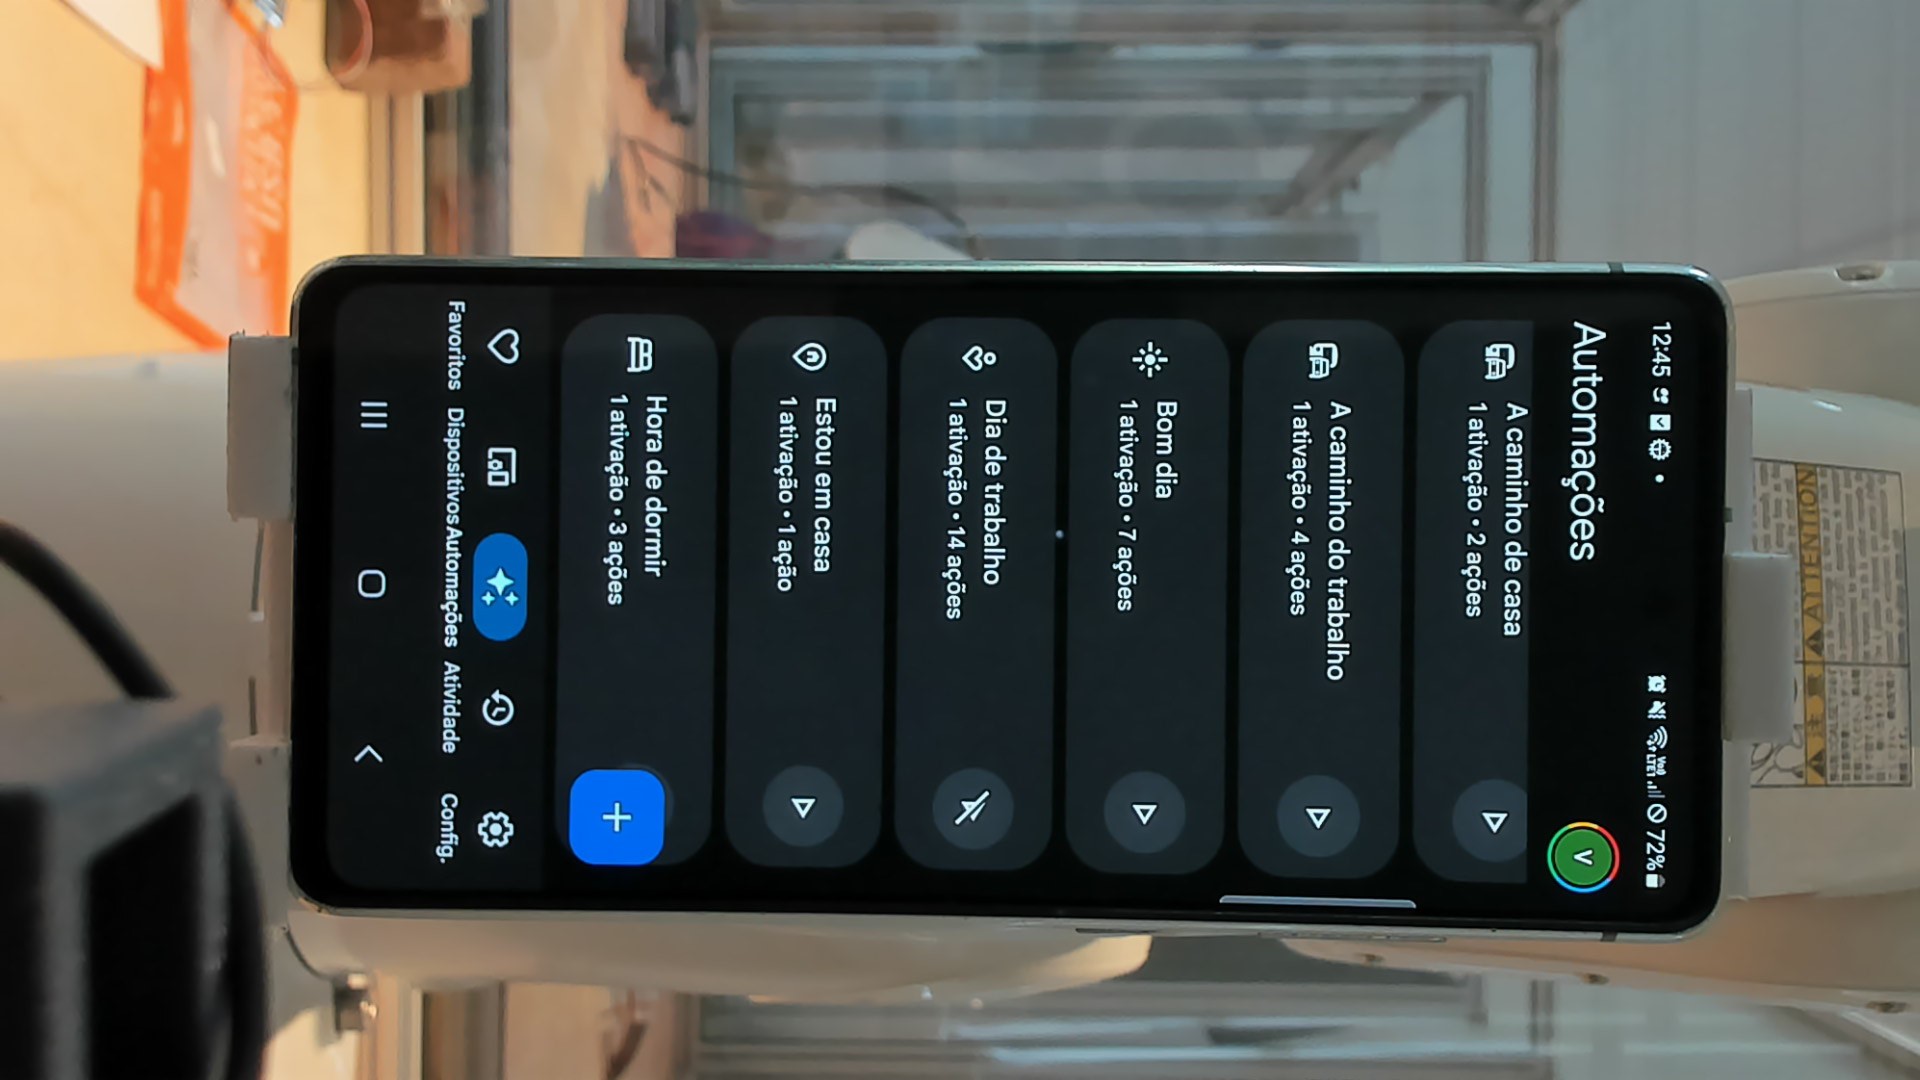 12:45
72%
Automações
V
A caminho de casa
1 ativação • 2 ações
A caminho do trabalho
1 ativação • 4 ações
Bom dia
1 ativação • 7 ações
Dia de trabalho
1 ativação • 14 ações
Estou em casa
1 ativação • 1 ação
Hora de dormir
1 ativação • 3 ações
+
Favoritos
Dispositivos
Automações
Atividade
Config.
ATTENTION